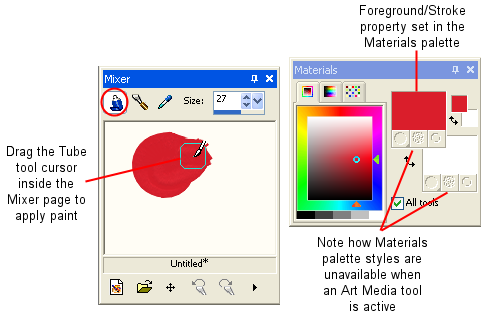 Foreground/Stroke
property set in the
Materials palette
Mixer
Size: 27
Materials
Drag the Tube
tool cursor
inside the
Mixer page to
apply paint
All tools
Untitled*
Note how Materials
palette styles are
unavailable when
an Art Media tool
is active